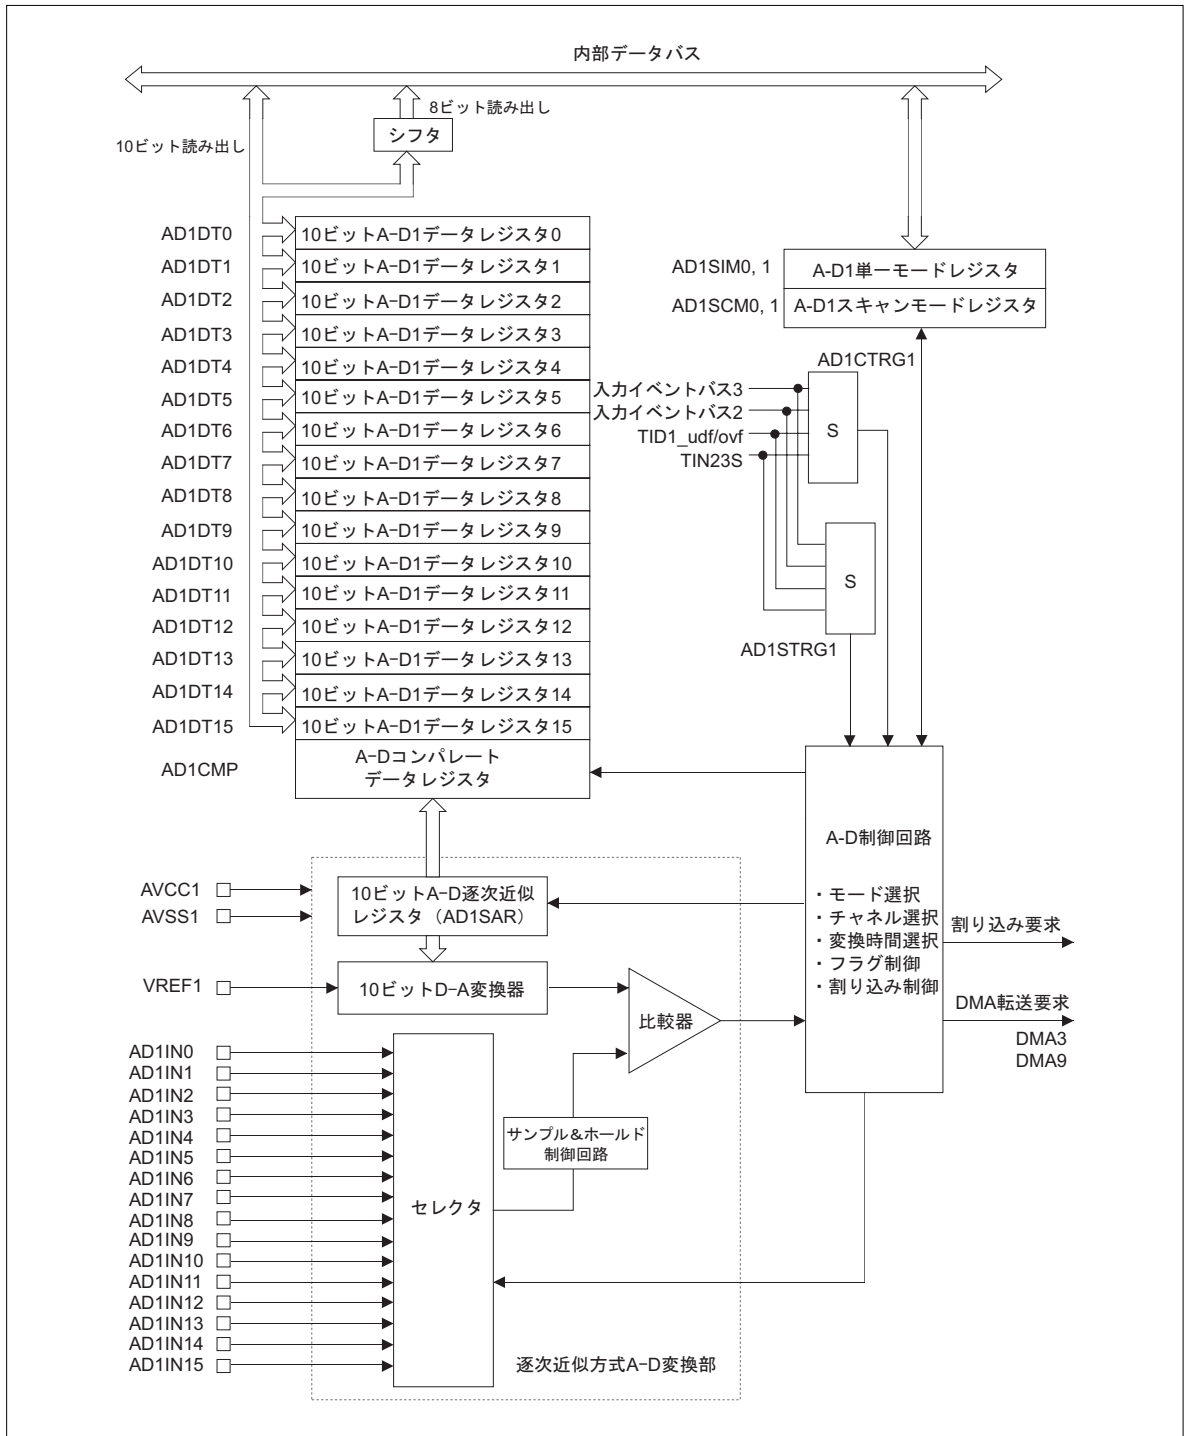 内部データバス
8ビット読み出し
シフタ
10ビット読み出し
AD1DT0
10ビットA-D1データレジスタ0
AD1DT1
10ビットA-D1データレジスタ1
AD1DT2
10ビットA-D1データレジスタ2
AD1DT3
10ビットA-D1データレジスタ3
AD1DT4
10ビットA-D1データレジスタ4
AD1DT5
10ビットA-D1データレジスタ5
AD1DT6
10ビットA-D1データレジスタ6
AD1DT7
10ビットA-D1データレジスタ7
AD1DT8
10ビットA-D1データレジスタ8
AD1DT9
10ビットA-D1データレジスタ9
AD1DT10
10ビットA-D1データレジスタ10
AD1DT11
10ビットA-D1データレジスタ11
AD1DT12
10ビットA-D1データレジスタ12
AD1DT13
10ビットA-D1データレジスタ13
AD1DT14
10ビットA-D1データレジスタ14
AD1DT15
10ビットA-D1データレジスタ15
AD1CMP
A-Dコンパレート
データレジスタ
AD1SIM0, 1
A-D1単一モードレジスタ
AD1SCM0, 1
A-D1スキャンモードレジスタ
AD1CTRG1
入力イベントバス3
入力イベントバス2
TID1_udf/ovf
TIN23S
S
S
AD1STRG1
A-D制御回路
・モード選択
・チャネル選択
・変換時間選択
・フラグ制御
・割り込み制御
割り込み要求
DMA転送要求
DMA3
DMA9
AVCC1
AVSS1
10ビットA-D逐次近似
レジスタ（AD1SAR）
VREF1
10ビットD-A変換器
比較器
サンプル＆ホールド
制御回路
セレクタ
AD1IN0
AD1IN1
AD1IN2
AD1IN3
AD1IN4
AD1IN5
AD1IN6
AD1IN7
AD1IN8
AD1IN9
AD1IN10
AD1IN11
AD1IN12
AD1IN13
AD1IN14
AD1IN15
逐次近似方式A-D変換部